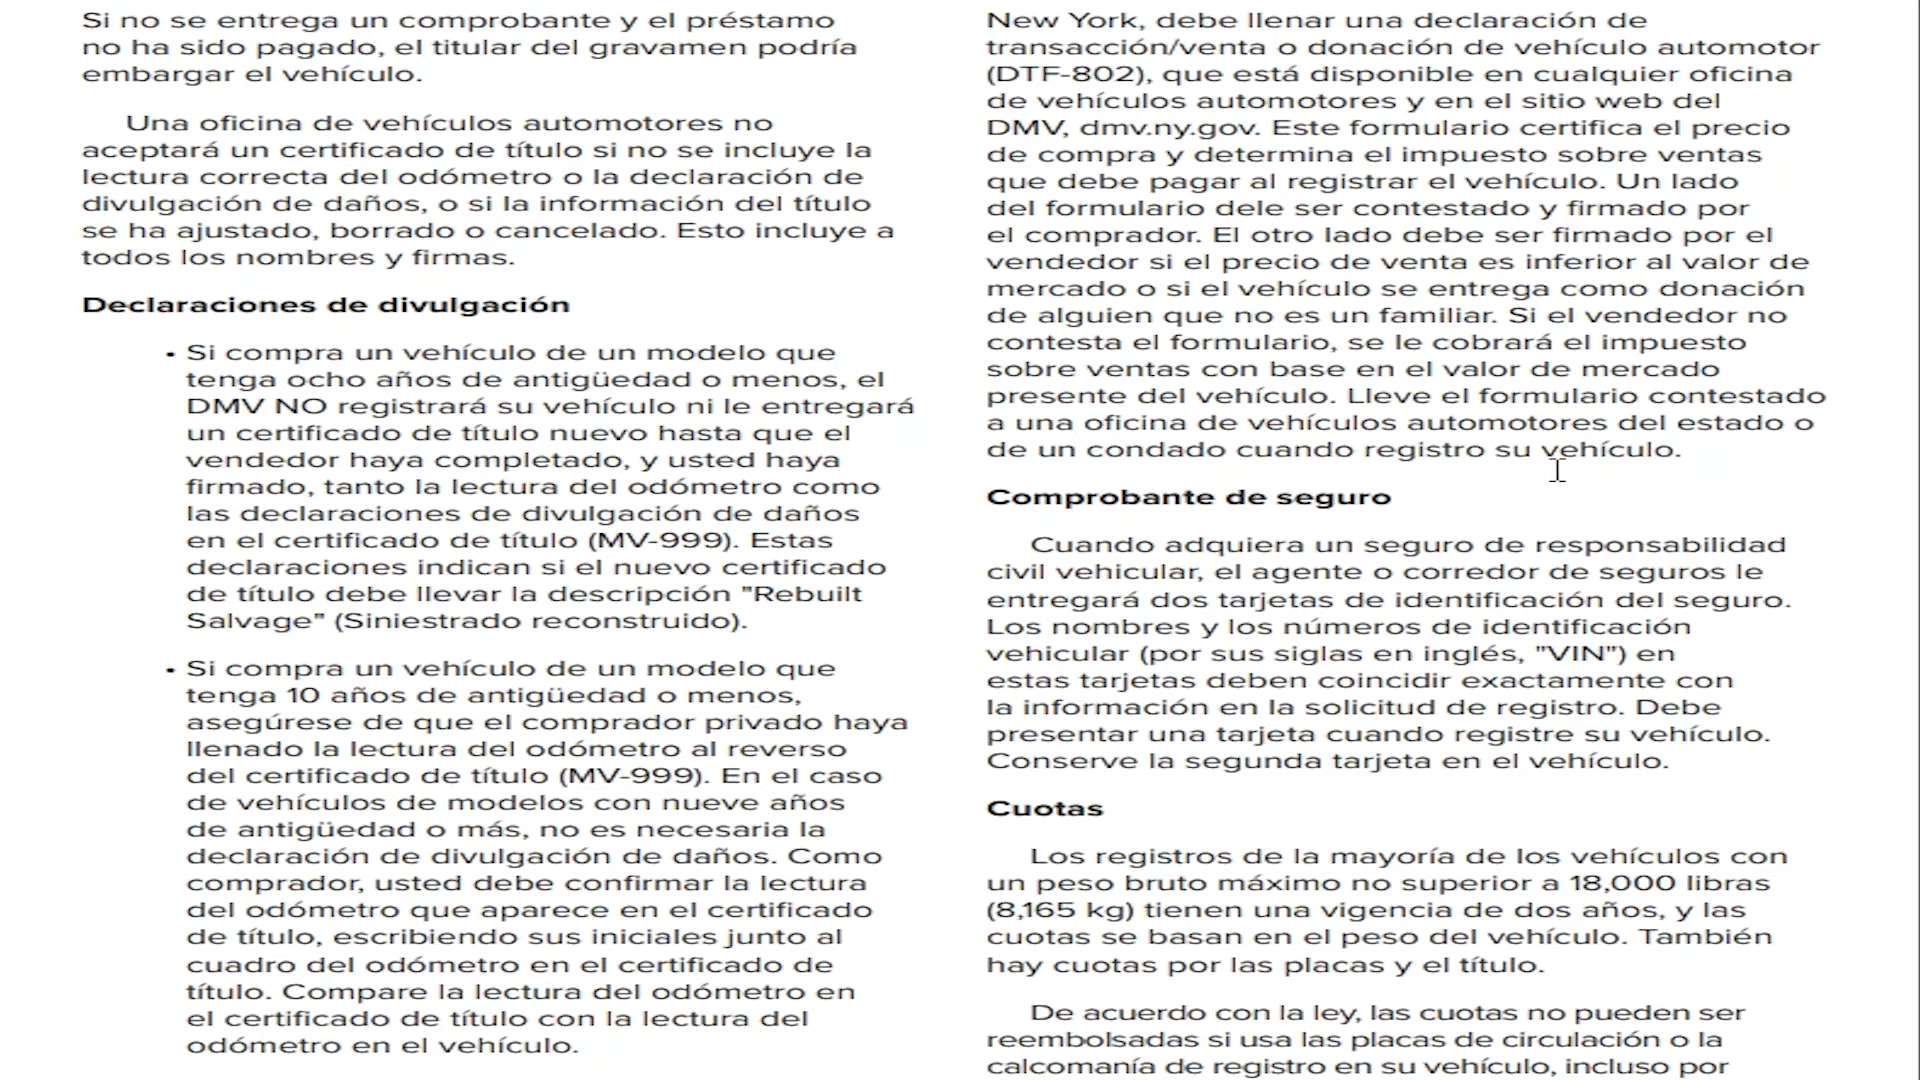 Si no se entrega un comprobante y el préstamo
no ha sido pagado, el titular del gravamen podría
embargar el vehículo.
Una oficina de vehículos automotores no
aceptará un certificado de título si no se incluye la
lectura correcta del odómetro o la declaración de
divulgación de daños, o si la información del título
se ha ajustado, borrado o cancelado. Esto incluye a
todos los nombres y firmas.
Declaraciones de divulgación
• Si compra un vehículo de un modelo que
tenga ocho años de antigüedad o menos, el
DMV NO registrará su vehículo ni le entregará
un certificado de título nuevo hasta que el
vendedor haya completado, y usted haya
firmado, tanto la lectura del odómetro como
las declaraciones de divulgación de daños
en el certificado de título (MV-999). Estas
declaraciones indican si el nuevo certificado
de título debe llevar la descripción "Rebuilt
Salvage" (Siniestrado reconstruido).
• Si compra un vehículo de un modelo que
tenga 10 años de antigüedad o menos,
asegúrese de que el comprador privado haya
llenado la lectura del odómetro al reverso
del certificado de título (MV-999). En el caso
de vehículos de modelos con nueve años
de antigüedad o más, no es necesaria la
declaración de divulgación de daños. Como
comprador, usted debe confirmar la lectura
del odómetro que aparece en el certificado
de título, escribiendo sus iniciales junto al
cuadro del odómetro en el certificado de
título. Compare la lectura del odómetro en
el certificado de título con la lectura del
odómetro en el vehículo.
New York, debe llenar una declaración de
transacción/venta o donación de vehículo automotor
(DTF-802), que está disponible en cualquier oficina
de vehículos automotores y en el sitio web del
DMV, dmv.ny.gov. Este formulario certifica el precio
de compra y determina el impuesto sobre ventas
que debe pagar al registrar el vehículo. Un lado
del formulario dele ser contestado y firmado por
el comprador. El otro lado debe ser firmado por el
vendedor si el precio de venta es inferior al valor de
mercado o si el vehículo se entrega como donación
de alguien que no es un familiar. Si el vendedor no
contesta el formulario, se le cobrará el impuesto
sobre ventas con base en el valor de mercado
presente del vehículo. Lleve el formulario contestado
a una oficina de vehículos automotores del estado o
de un condado cuando registro su vehículo.
Comprobante de seguro
Cuando adquiera un seguro de responsabilidad
civil vehicular, el agente o corredor de seguros le
entregará dos tarjetas de identificación del seguro.
Los nombres y los números de identificación
vehicular (por sus siglas en inglés, "VIN") en
estas tarjetas deben coincidir exactamente con
la información en la solicitud de registro. Debe
presentar una tarjeta cuando registre su vehículo.
Conserve la segunda tarjeta en el vehículo.
Cuotas
Los registros de la mayoría de los vehículos con
un peso bruto máximo no superior a 18,000 libras
(8,165 kg) tienen una vigencia de dos años, y las
cuotas se basan en el peso del vehículo. También
hay cuotas por las placas y el título.
De acuerdo con la ley, las cuotas no pueden ser
reembolsadas si usa las placas de circulación o la
calcomanía de registro en su vehículo, incluso por